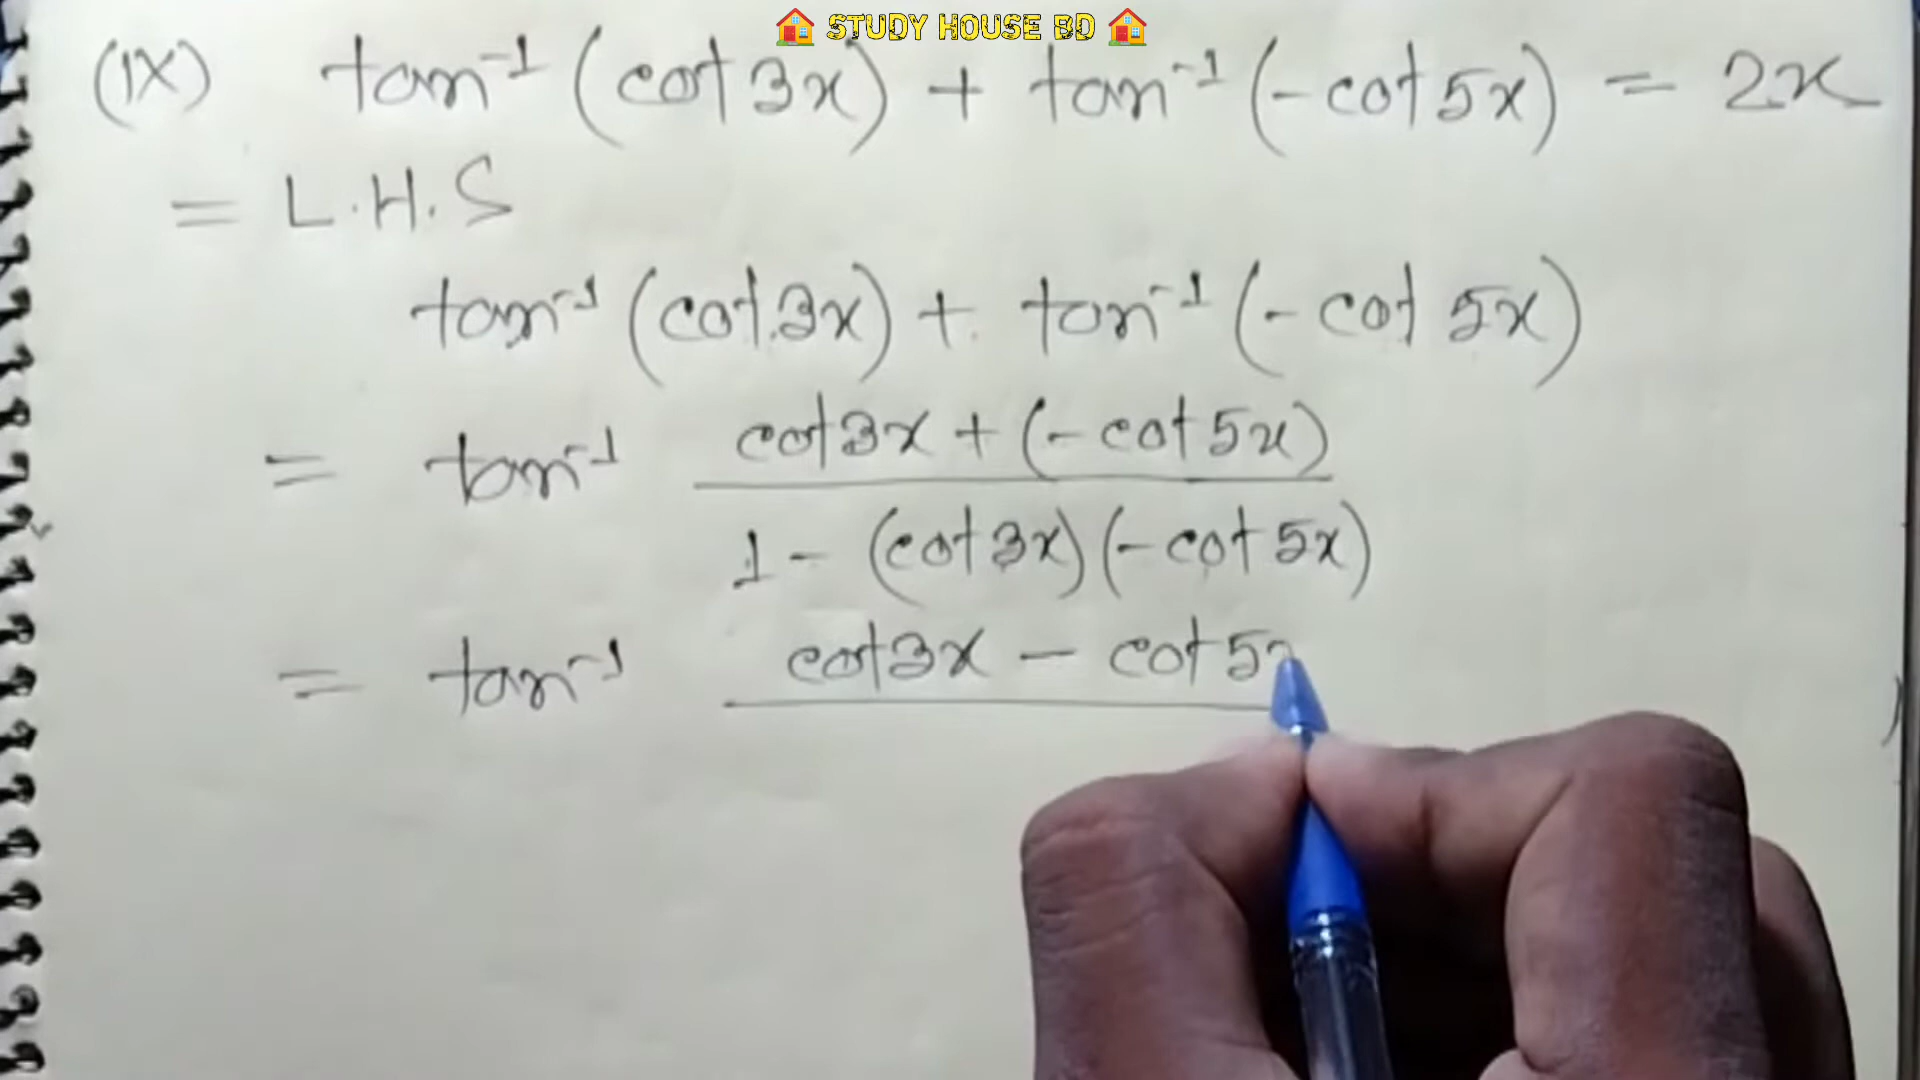 🏠 STUDY HOUSE BD 🏠
(IX) tan⁻¹ (cot 3x) + tan⁻¹ (-cot 5x) = 2x
= L.H.S
tan⁻¹ (cot 3x) + tan⁻¹ (-cot 5x)
= tan⁻¹ cot 3x + (-cot 5x)
1 - (cot 3x) (-cot 5x)
= tan⁻¹ cot 3x - cot 5x